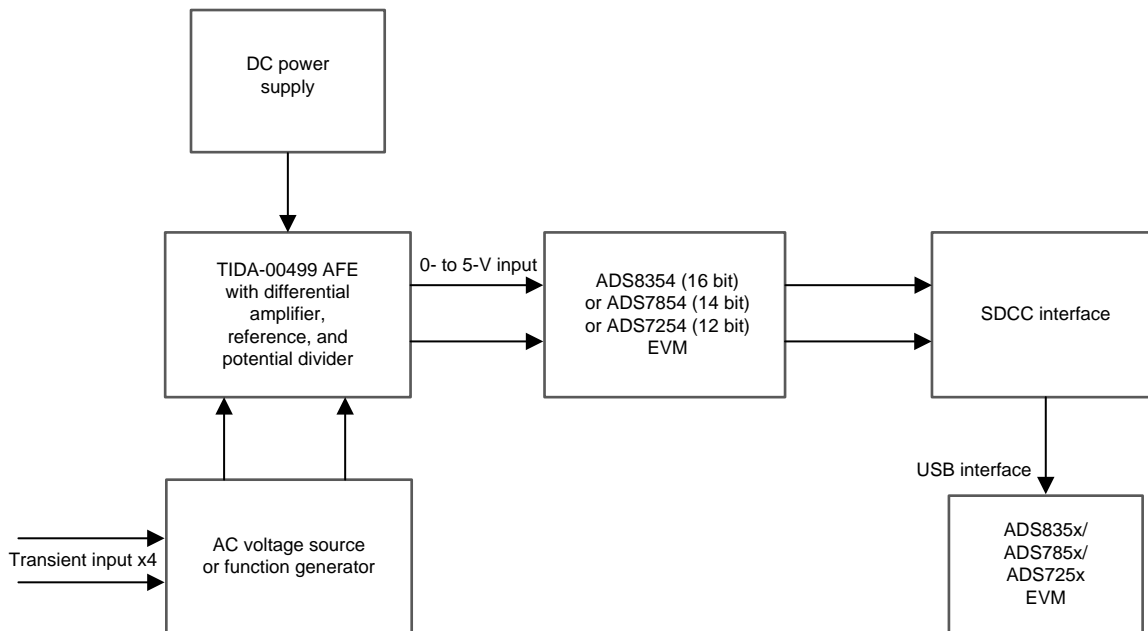 DC power
supply
TIDA-00499 AFE
with differential
amplifier,
reference, and
potential divider
0- to 5-V input
ADS8354 (16 bit)
or ADS7854 (14 bit)
or ADS7254 (12 bit)
EVM
SDCC interface
USB interface
Transient input x4
AC voltage source
or function generator
ADS835x/
ADS785x/
ADS725x
EVM